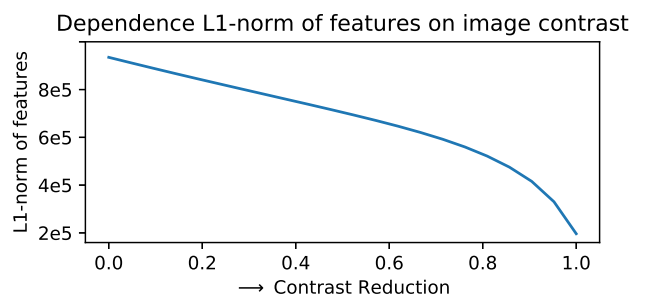 Dependence L1-norm of features on image contrast
L1-norm of features
8e5
6e5
4e5
2e5
0.0 0.2 0.4 0.6 0.8 1.0
⟶ Contrast Reduction